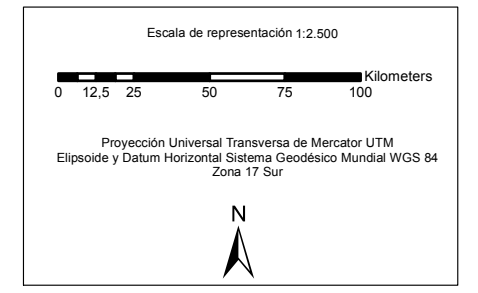 Escala de representación 1:2.500
Kilometers
0 12,5 25 50 75 100
Proyección Universal Transversa de Mercator UTM
Elipsoide y Datum Horizontal Sistema Geodésico Mundial WGS 84
Zona 17 Sur
N